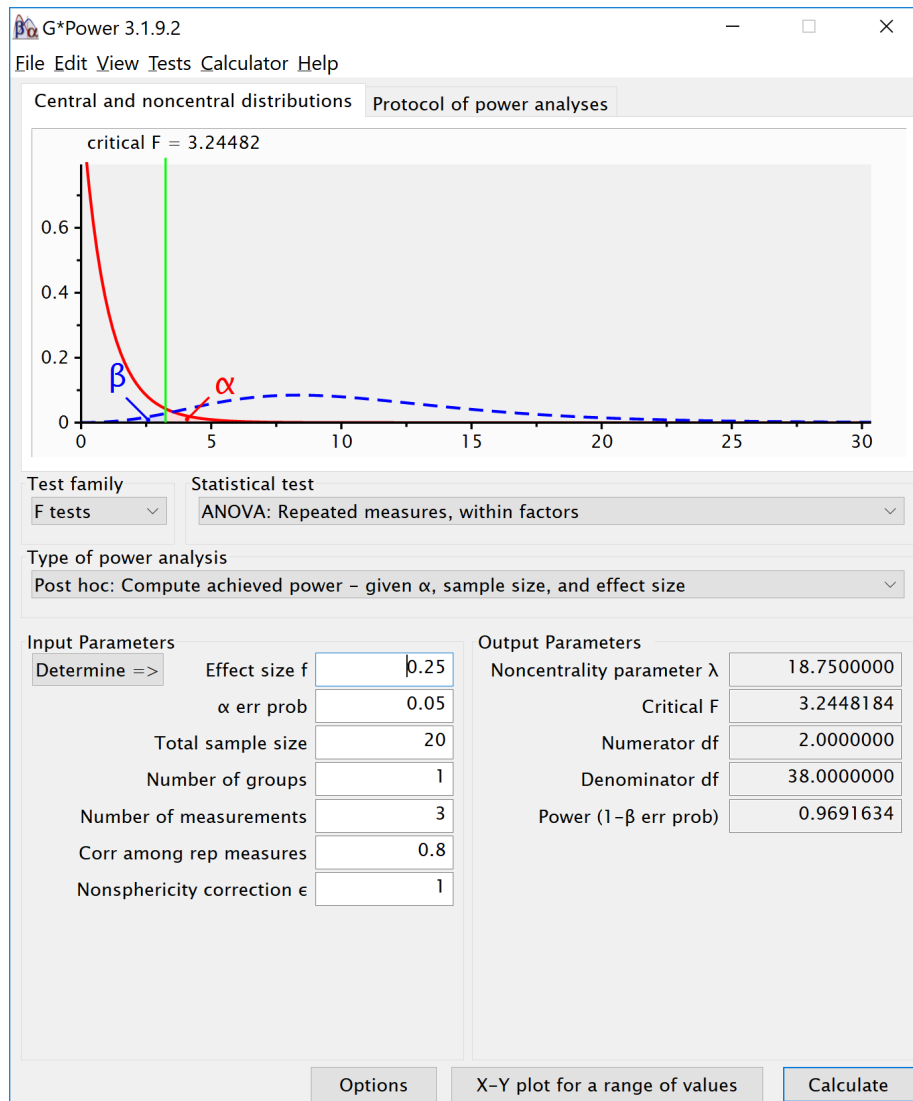 βα G*Power 3.1.9.2
File Edit View Tests Calculator Help
Central and noncentral distributions Protocol of power analyses
critical F = 3.24482
0.6
0.4
0.2
β α
0
0 5 10 15 20 25 30
Test family Statistical test
F tests ANOVA: Repeated measures, within factors
Type of power analysis
Post hoc: Compute achieved power – given α, sample size, and effect size
Input Parameters Output Parameters
Determine => Effect size f 0.25 Noncentrality parameter λ 18.7500000
α err prob 0.05 Critical F 3.2448184
Total sample size 20 Numerator df 2.0000000
Number of groups 1 Denominator df 38.0000000
Number of measurements 3 Power (1-β err prob) 0.9691634
Corr among rep measures 0.8
Nonsphericity correction ϵ 1
Options X-Y plot for a range of values Calculate